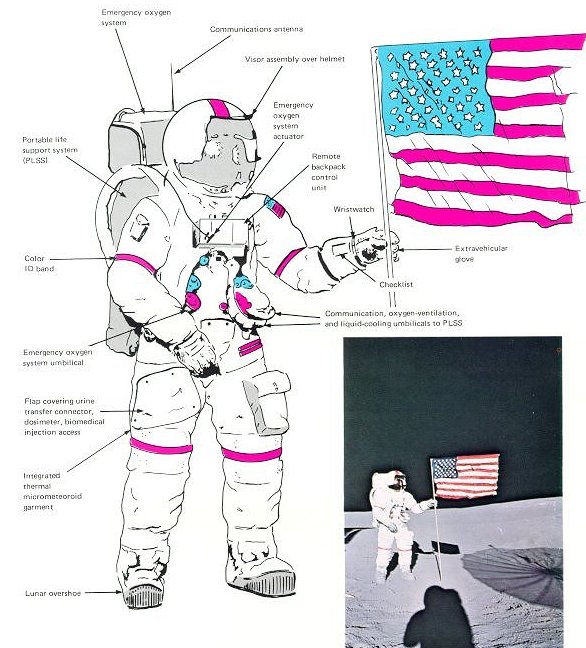 Emergency oxygen
system
Communications antenna
Visor assembly over helmet
Emergency
oxygen
system
actuator
Portable life
support system
(PLSS)
Remote
backpack
control
unit
Wristwatch
Extravehicular
glove
Color
ID band
Checklist
Communication, oxygen-ventilation,
and liquid-cooling umbilicals to PLSS
Emergency oxygen
system umbilical
Flap covering urine
transfer connector,
dosimeter, biomedical
injection access
Integrated
thermal
micrometeoroid
garment
Lunar overshoe